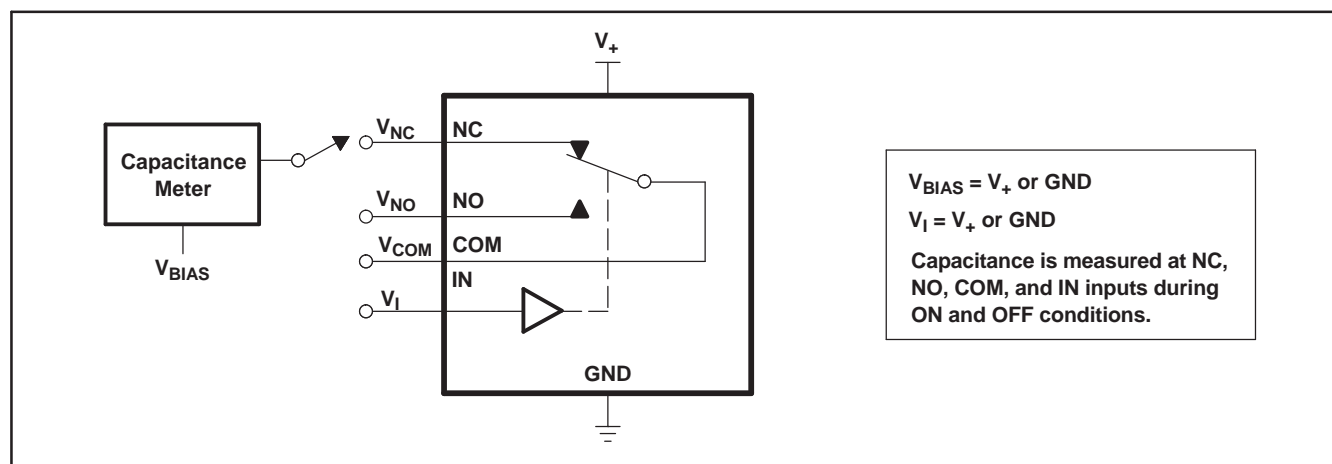 V+
Capacitance
Meter
VBIAS
VNC
NC
VNO
NO
VCOM
COM
IN
VI
GND
VBIAS = V+ or GND
VI = V+ or GND
Capacitance is measured at NC,
NO, COM, and IN inputs during
ON and OFF conditions.